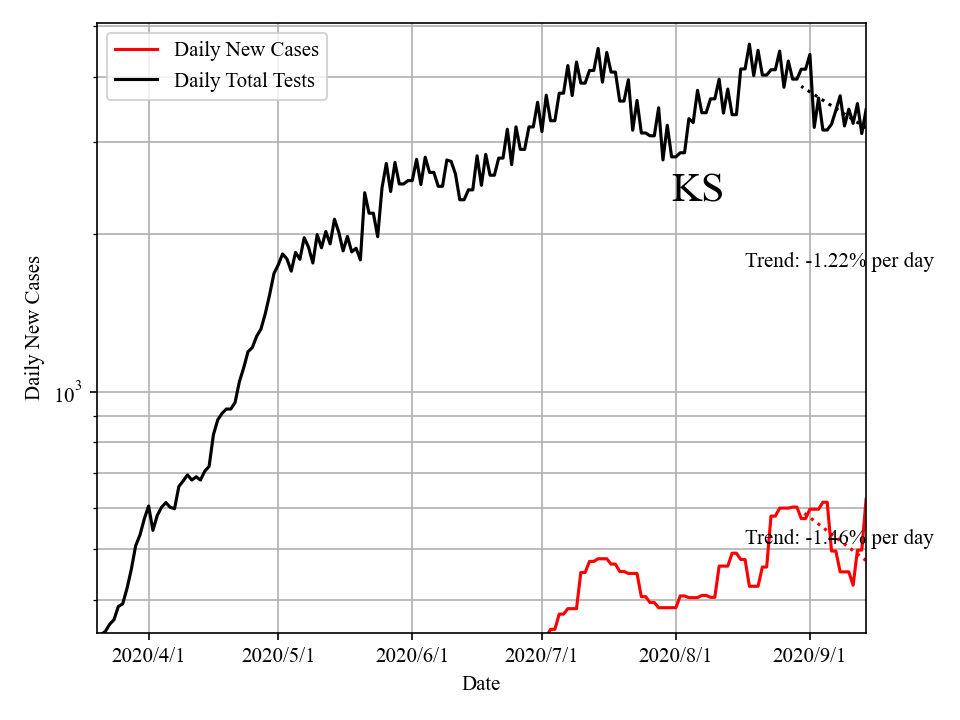 Daily New Cases
Daily Total Tests
KS
Trend: -1.22% per day
Trend: -1.46% per day
Daily New Cases
10³
2020/4/1 2020/5/1 2020/6/1 2020/7/1 2020/8/1 2020/9/1
Date